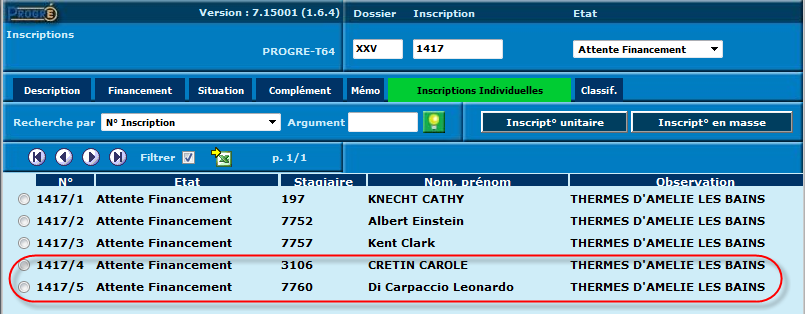 PROGRÉ
Version : 7.15001 (1.6.4)
Dossier Inscription Etat
Inscriptions
PROGRE-T64
XXV 1417 Attente Financement
Description Financement Situation Complément Mémo Inscriptions Individuelles Classif.
Recherche par N° Inscription Argument Inscript° unitaire Inscript° en masse
Filtrer p. 1/1
N° Etat Stagiaire Nom, prénom Observation
1417/1 Attente Financement 197 KNECHT CATHY THERMES D'AMELIE LES BAINS
1417/2 Attente Financement 7752 Albert Einstein THERMES D'AMELIE LES BAINS
1417/3 Attente Financement 7757 Kent Clark THERMES D'AMELIE LES BAINS
1417/4 Attente Financement 3106 CRETIN CAROLE THERMES D'AMELIE LES BAINS
1417/5 Attente Financement 7760 Di Carpaccio Leonardo THERMES D'AMELIE LES BAINS